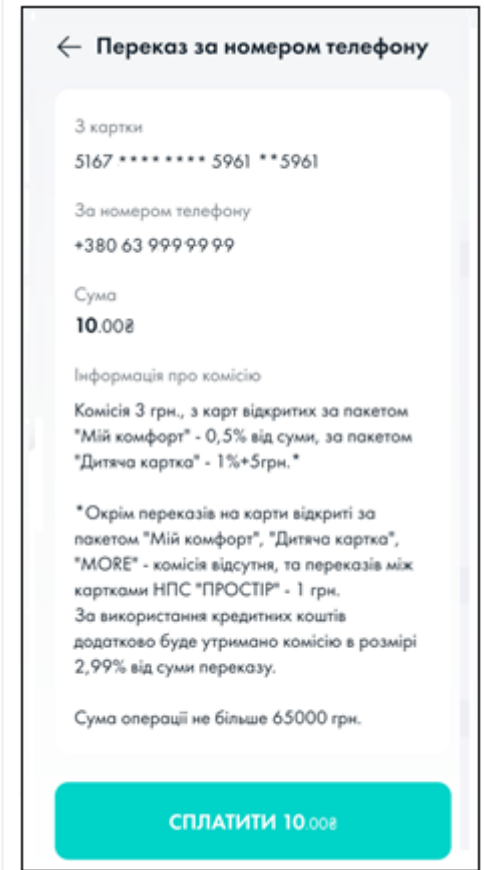 ← Переказ за номером телефону
З картки
5167 **** **** 5961 **5961
За номером телефону
+380 63 999 99 99
Сума
10.00₴
Інформація про комісію
Комісія 3 грн., з карт відкритих за пакетом
"Мій комфорт" - 0,5% від суми, за пакетом
"Дитяча картка" - 1%+5грн.*
*Окрім переказів на карти відкриті за
пакетом "Мій комфорт", "Дитяча картка",
"MORE" - комісія відсутня, та переказів між
картками НПС "ПРОСТІР" - 1 грн.
За використання кредитних коштів
додатково буде утримано комісію в розмірі
2,99% від суми переказу.
Сума операції не більше 65000 грн.
СПЛАТИТИ 10.00₴